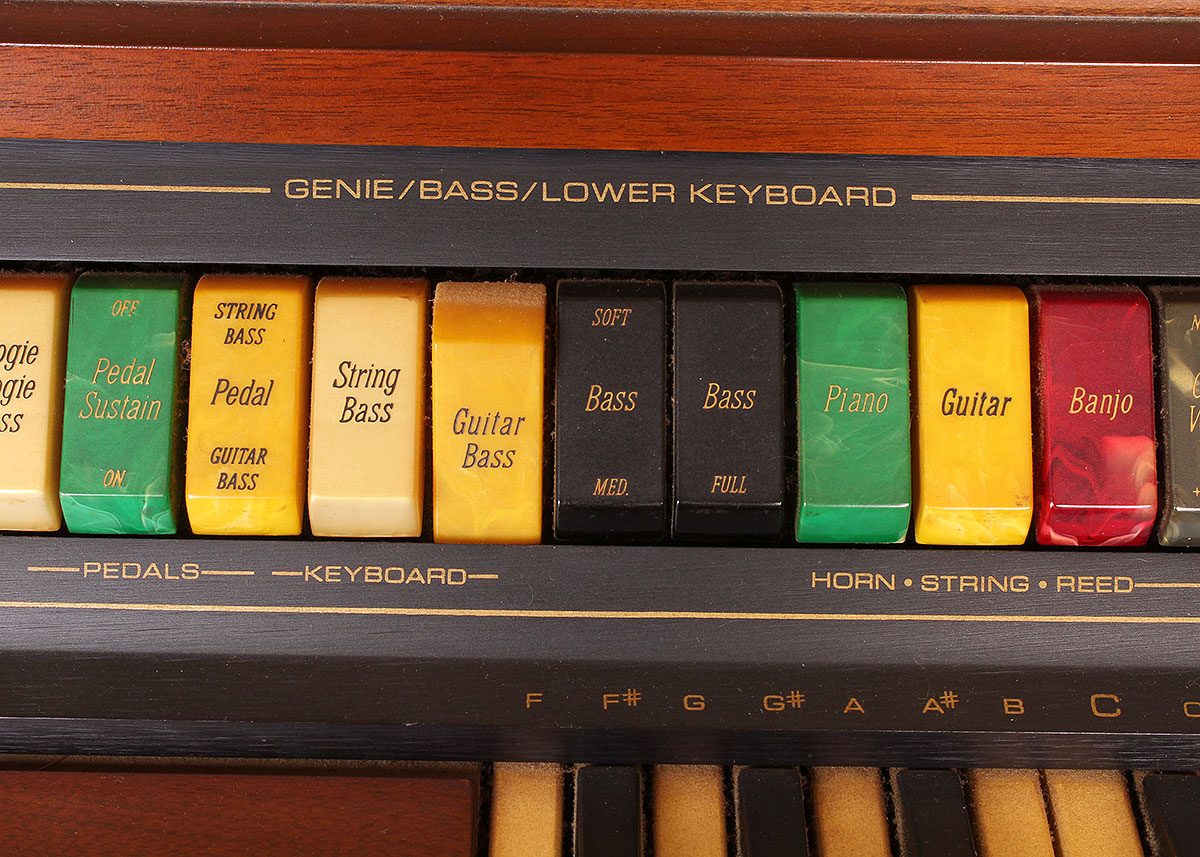 GENIE/BASS/LOWER KEYBOARD
OFF
Pedal
Sustain
ON
STRING
BASS
Pedal
GUITAR
BASS
String
Bass
Guitar
Bass
SOFT
Bass
MED.
Bass
FULL
Piano
Guitar
Banjo
PEDALS
KEYBOARD
HORN • STRING • REED
F F# G G# A A# B C